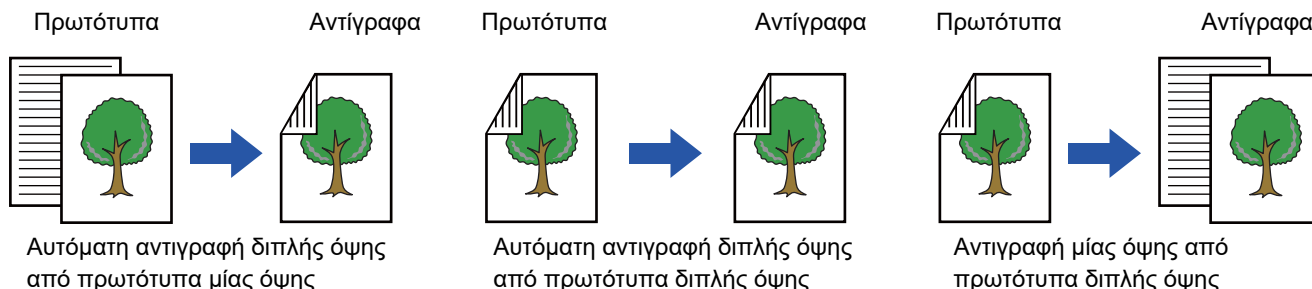 Πρωτότυπα Αντίγραφα Πρωτότυπα Αντίγραφα Πρωτότυπα Αντίγραφα
Αυτόματη αντιγραφή διπλής όψης
από πρωτότυπα μίας όψης
Αυτόματη αντιγραφή διπλής όψης
από πρωτότυπα διπλής όψης
Αντιγραφή μίας όψης από
πρωτότυπα διπλής όψης